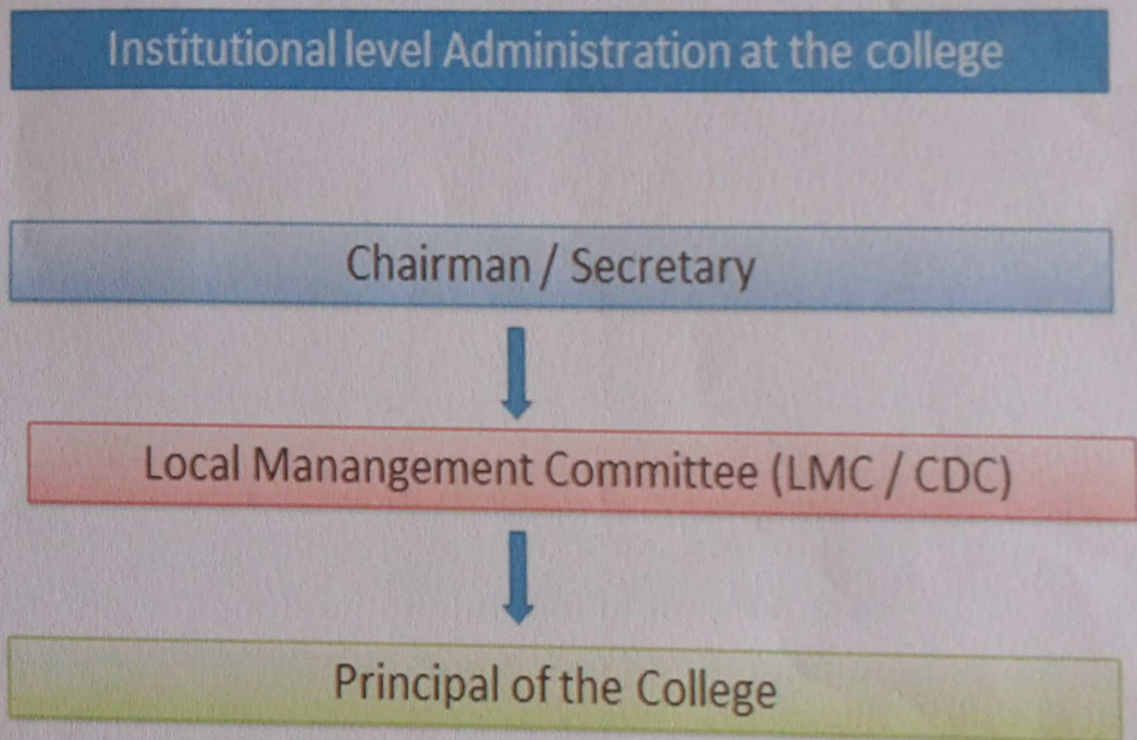 Institutional level Administration at the college
Chairman / Secretary
Local Manangement Committee (LMC / CDC)
Principal of the College